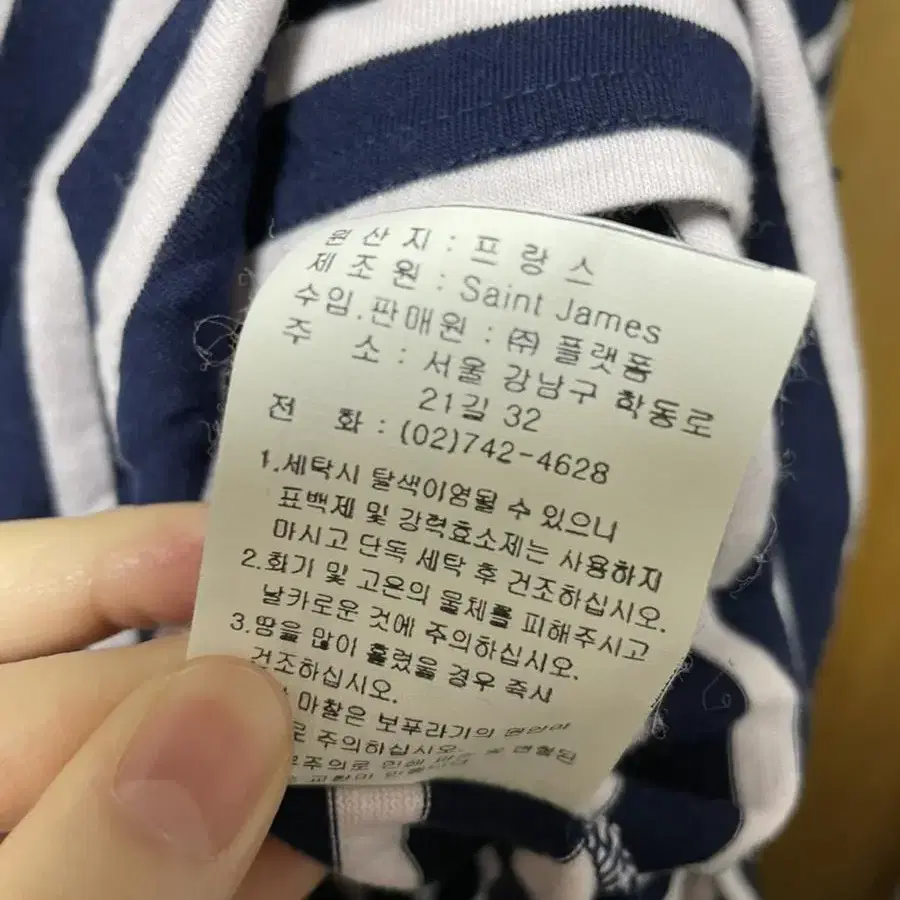 원 산 지 : 프 랑 스
제 조 원 : Saint James
수입.판매원 : ㈜ 플랫폼
주 소 : 서울 강남구 학동로
21길 32
전 화 : (02)742-4628
1.세탁시 탈색이염될 수 있으니
표백제 및 강력효소제는 사용하지
마시고 단독 세탁 후 건조하십시오.
2.화기 및 고온의 물체를 피해주시고
날카로운 것에 주의하십시오.
3.땀을 많이 흘렸을 경우 즉시
건조하십시오.
마찰은 보푸라기의 원인이
주의하십시오.